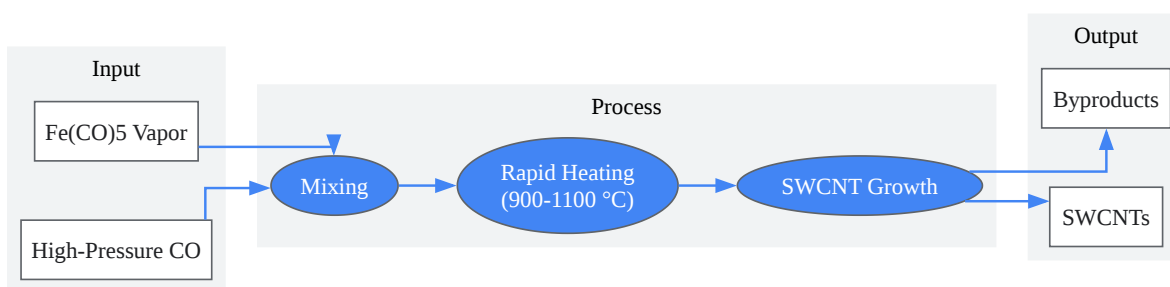 Input
Fe(CO)5 Vapor
High-Pressure CO
Process
Mixing
Rapid Heating
(900-1100 °C)
SWCNT Growth
Output
Byproducts
SWCNTs